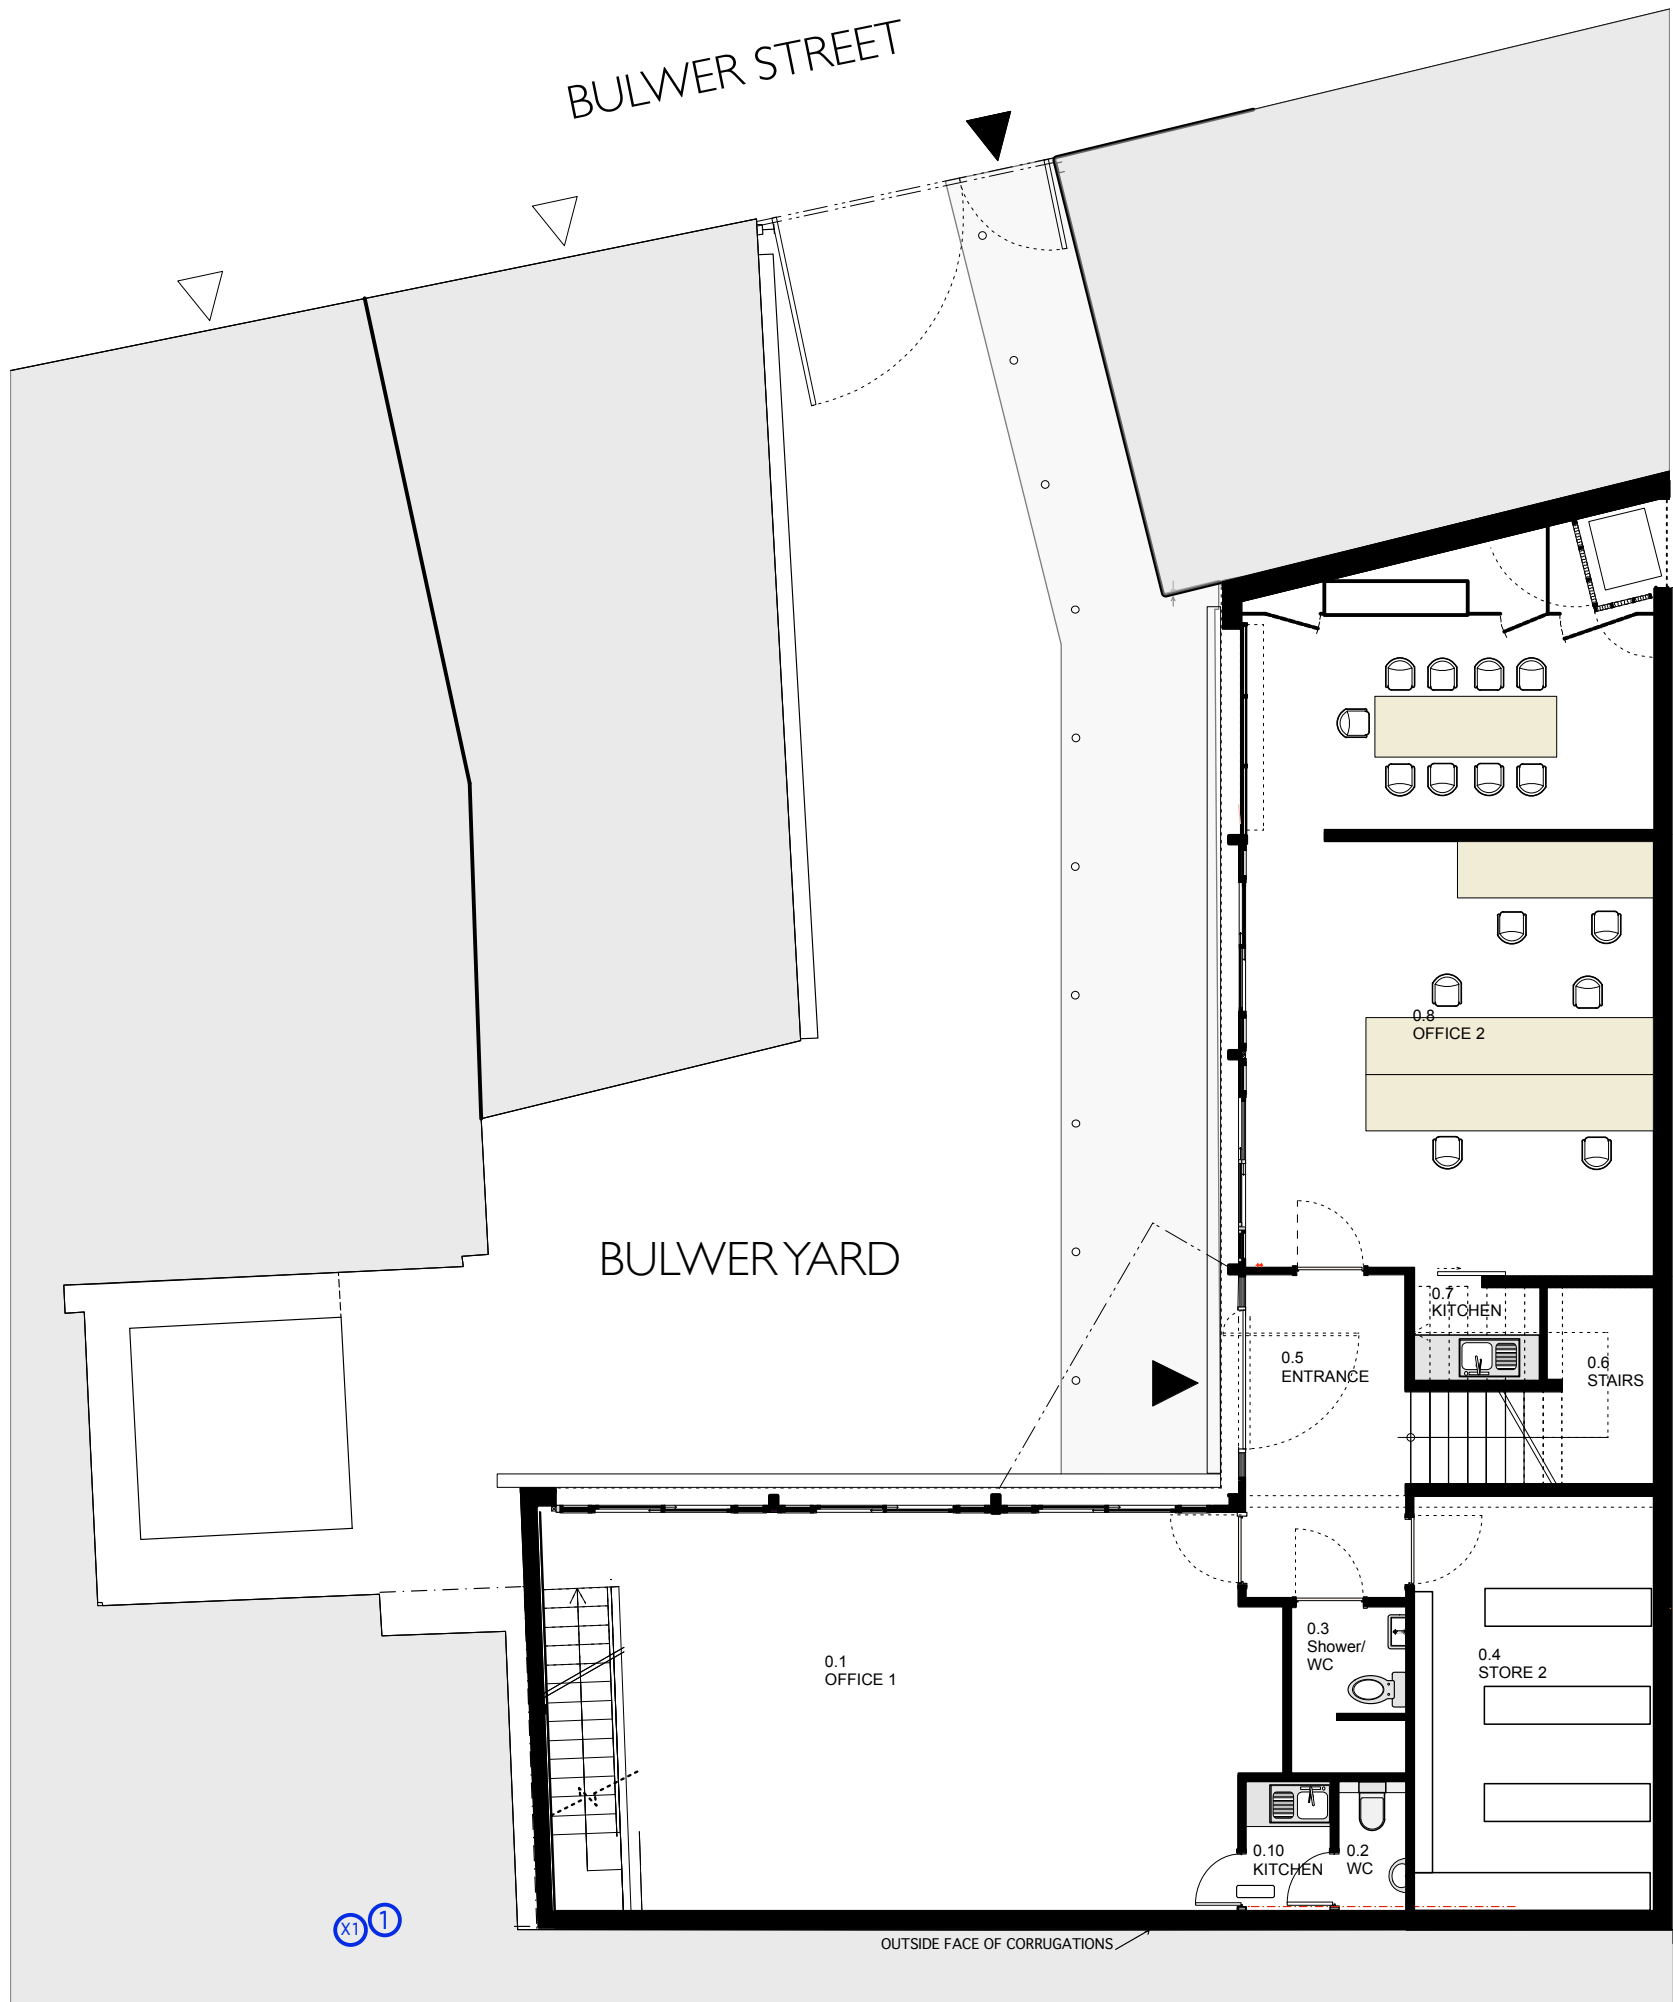 BULWER STREET
0.8
OFFICE 2
BULWER YARD
0.7
KITCHEN
0.5
ENTRANCE
0.6
STAIRS
0.3
Shower/
WC
0.4
STORE 2
0.1
OFFICE 1
0.10
KITCHEN
0.2
WC
X1
1
OUTSIDE FACE OF CORRUGATIONS